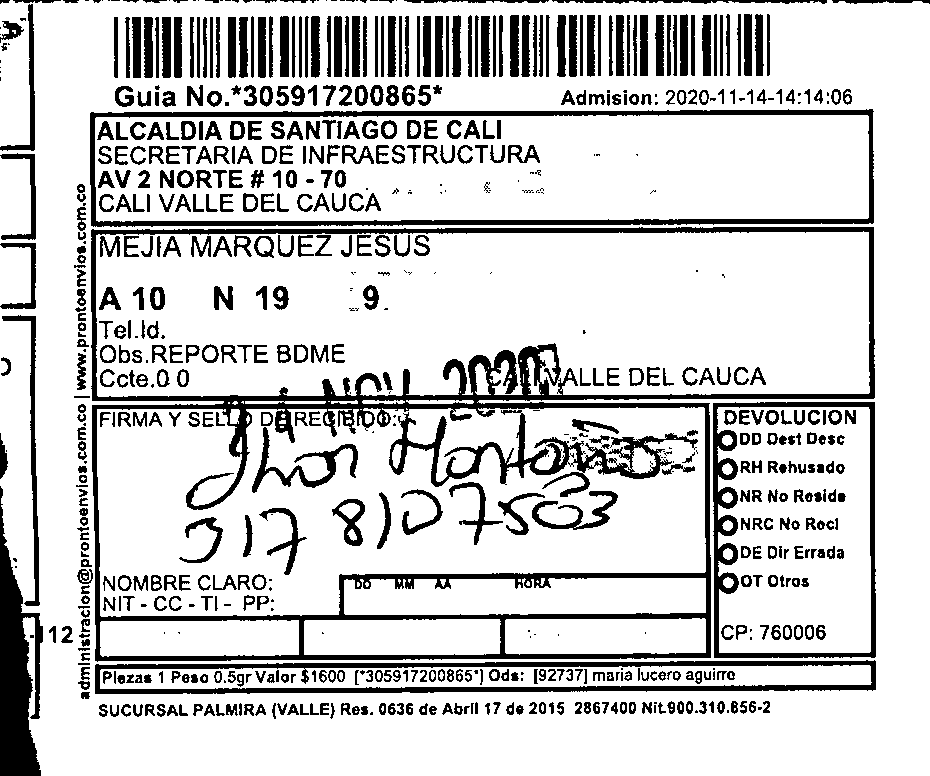 Guia No.*305917200865*
Admision: 2020-11-14-14:14:06
ALCALDIA DE SANTIAGO DE CALI
SECRETARIA DE INFRAESTRUCTURA
AV 2 NORTE # 10 - 70
CALI VALLE DEL CAUCA
MEJIA MARQUEZ JESUS
A 10 N 19 9
Tel.Id.
Obs.REPORTE BDME
Ccte.0 0
CALI VALLE DEL CAUCA
NOV 2020
FIRMA Y SELLO DE RECIBIDO:
Jhon Montaño
317 8107503
NOMBRE CLARO:
NIT - CC - TI - PP:
DD MM AA HORA
DEVOLUCION
DD Dest Desc
RH Rehusado
NR No Reside
NRC No Recl
DE Dir Errada
OT Otros
CP: 760006
Piezas 1 Peso 0.5gr Valor $1600 [*305917200865*] Ods: [92737] maria lucero aguirre
SUCURSAL PALMIRA (VALLE) Res. 0636 de Abril 17 de 2015 2867400 Nit.900.310.856-2
administracion@prontoenvios.com.co | www.prontoenvios.com.co
112